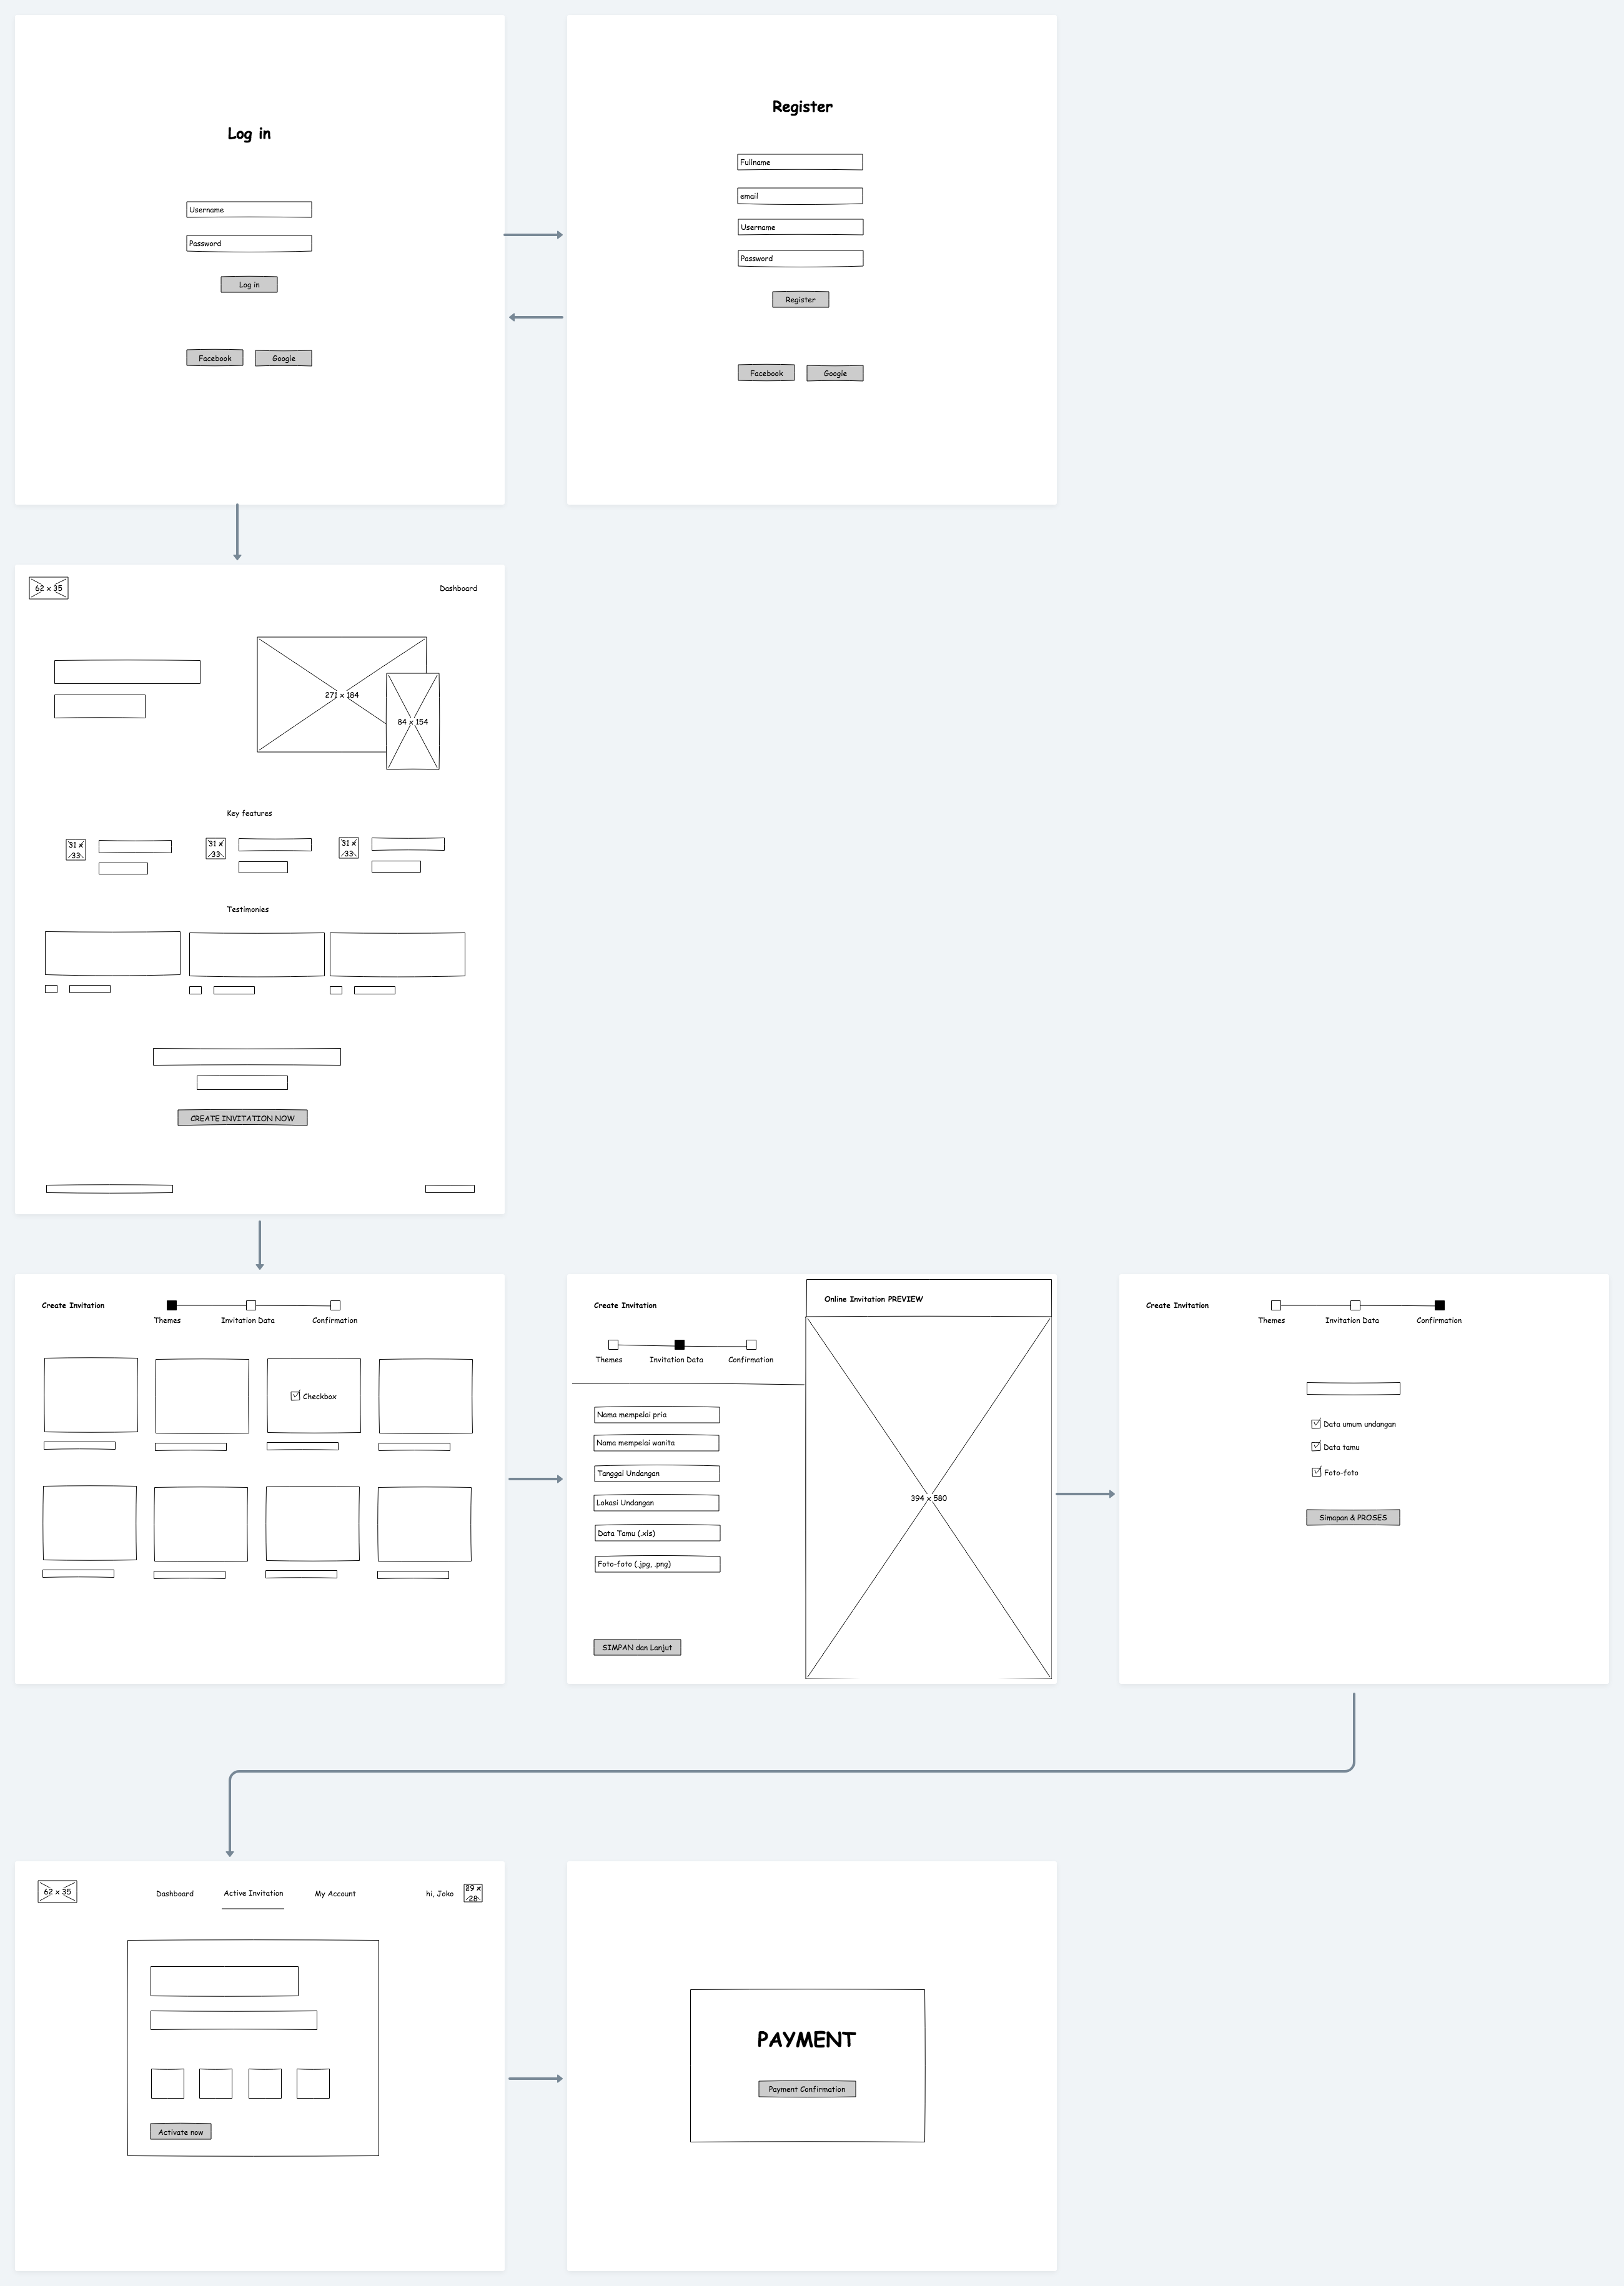 Log in
Username
Password
Log in
Facebook
Google
Register
Fullname
email
Username
Password
Register
Facebook
Google
62 x 35
Dashboard
271 x 184
84 x 154
Key features
31 x
33
31 x
33
31 x
33
Testimonies
CREATE INVITATION NOW
Create Invitation
Themes
Invitation Data
Confirmation
Checkbox
Create Invitation
Themes
Invitation Data
Confirmation
Nama mempelai pria
Nama mempelai wanita
Tanggal Undangan
Lokasi Undangan
Data Tamu (.xls)
Foto-foto (.jpg, .png)
SIMPAN dan Lanjut
Online Invitation PREVIEW
394 x 580
Create Invitation
Themes
Invitation Data
Confirmation
Data umum undangan
Data tamu
Foto-foto
Simapan & PROSES
62 x 35
Dashboard
Active Invitation
My Account
hi, Joko
29 x
28
Activate now
PAYMENT
Payment Confirmation